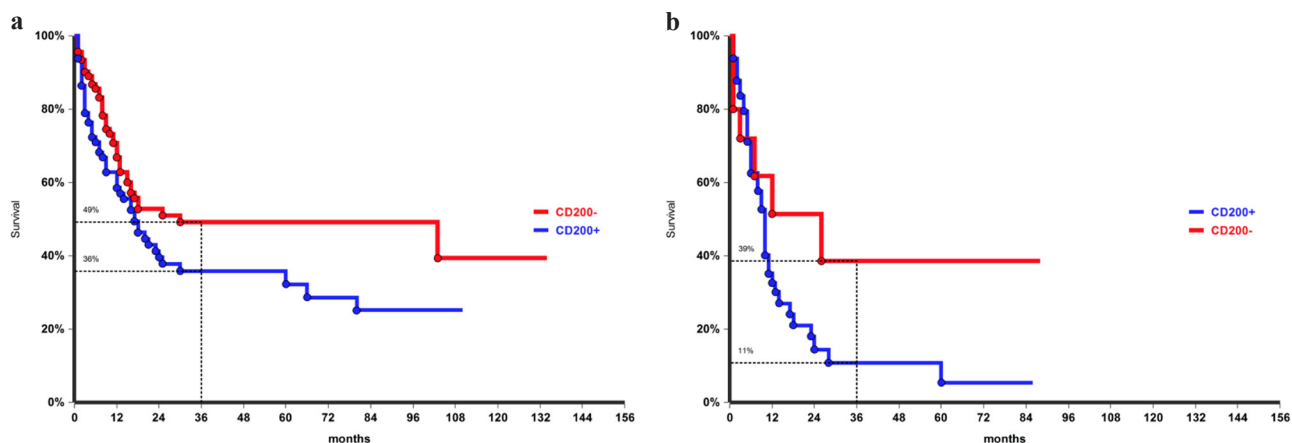 a
100%
80%
60%
40%
20%
0%
Survival
49%
36%
CD200-
CD200+
0 12 24 36 48 60 72 84 96 108 120 132 144 156
months
b
100%
80%
60%
40%
20%
0%
Survival
39%
11%
CD200+
CD200-
0 12 24 36 48 60 72 84 96 108 120 132 144 156
months